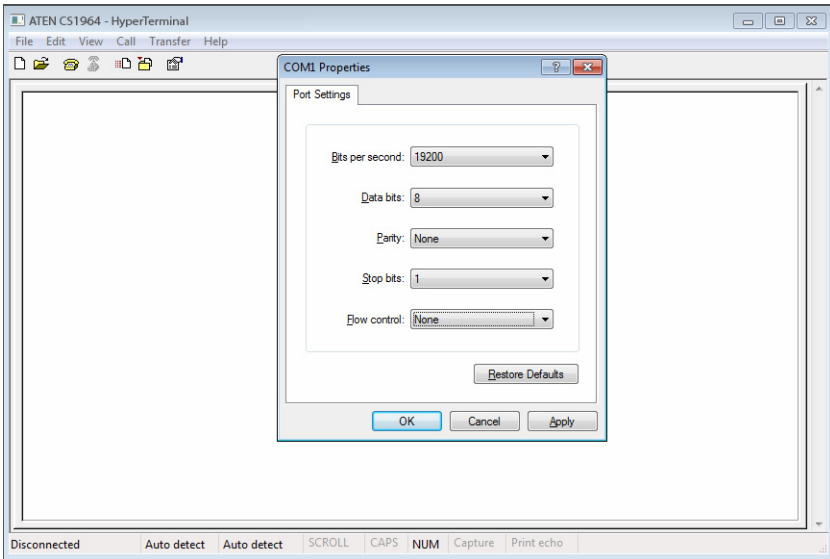 ATEN CS1964 - HyperTerminal
File Edit View Call Transfer Help
COM1 Properties
Port Settings
Bits per second: 19200
Data bits: 8
Parity: None
Stop bits: 1
Flow control: None
Restore Defaults
OK Cancel Apply
Disconnected Auto detect Auto detect SCROLL CAPS NUM Capture Print echo